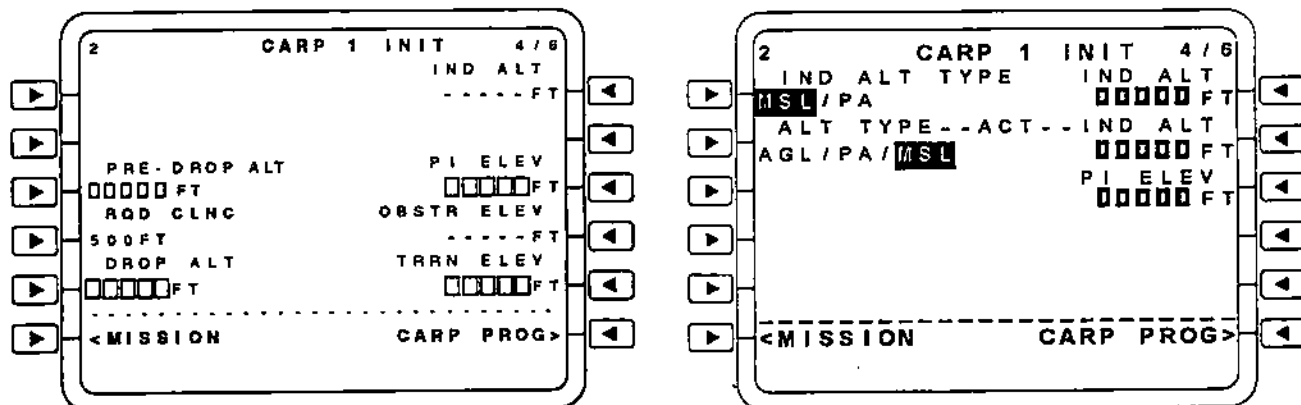 2 CARP 1 INIT 4/6
IND ALT
-----FT
PRE-DROP ALT PI ELEV
▯▯▯▯▯FT ▯▯▯▯▯FT
RQD CLNC OBSTR ELEV
500FT -----FT
DROP ALT TRRN ELEV
▯▯▯▯▯FT ▯▯▯▯▯FT
<MISSION CARP PROG>
2 CARP 1 INIT 4/6
IND ALT TYPE IND ALT
MSL/PA ▯▯▯▯▯FT
ALT TYPE--ACT--IND ALT
AGL/PA/MSL ▯▯▯▯▯FT
PI ELEV
▯▯▯▯▯FT
<MISSION CARP PROG>